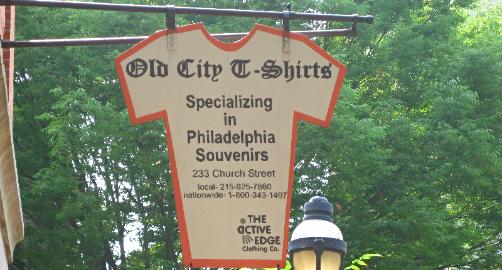 Old City T-Shirts
Specializing
in
Philadelphia
Souvenirs
233 Church Street
local- 215-925-7860
nationwide: 1-800-343-1497
THE
aCTIVE
EDGE
Clothing Co.